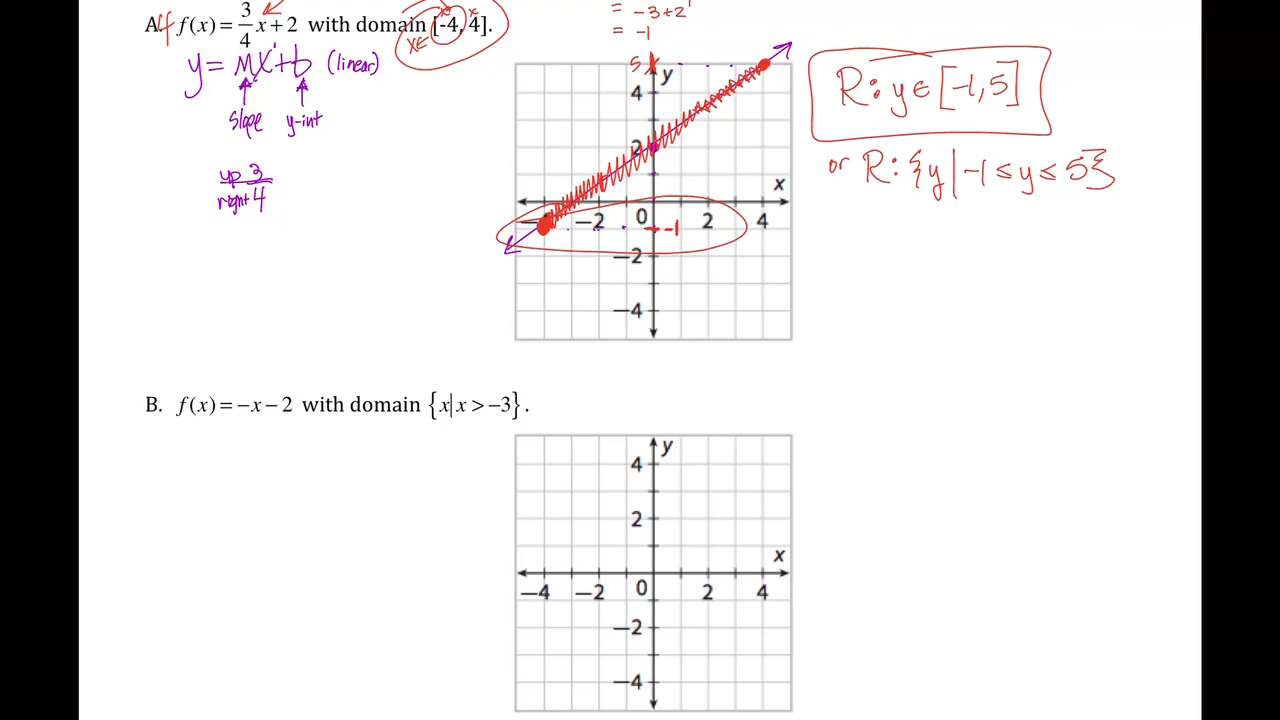 A. f(x) = 3/4 x + 2 with domain [-4, 4].
x∈
= -3+2
= -1
y = mx¹+b (linear)
slope y-int
up 3
right 4
5 y
4
2
x
-2 0 2 4
-1
-2
-4
R: y ∈ [-1, 5]
or R: {y | -1 ≤ y ≤ 5}
B. f(x) = −x − 2 with domain {x|x > −3}.
y
4
2
x
−4 −2 0 2 4
−2
−4